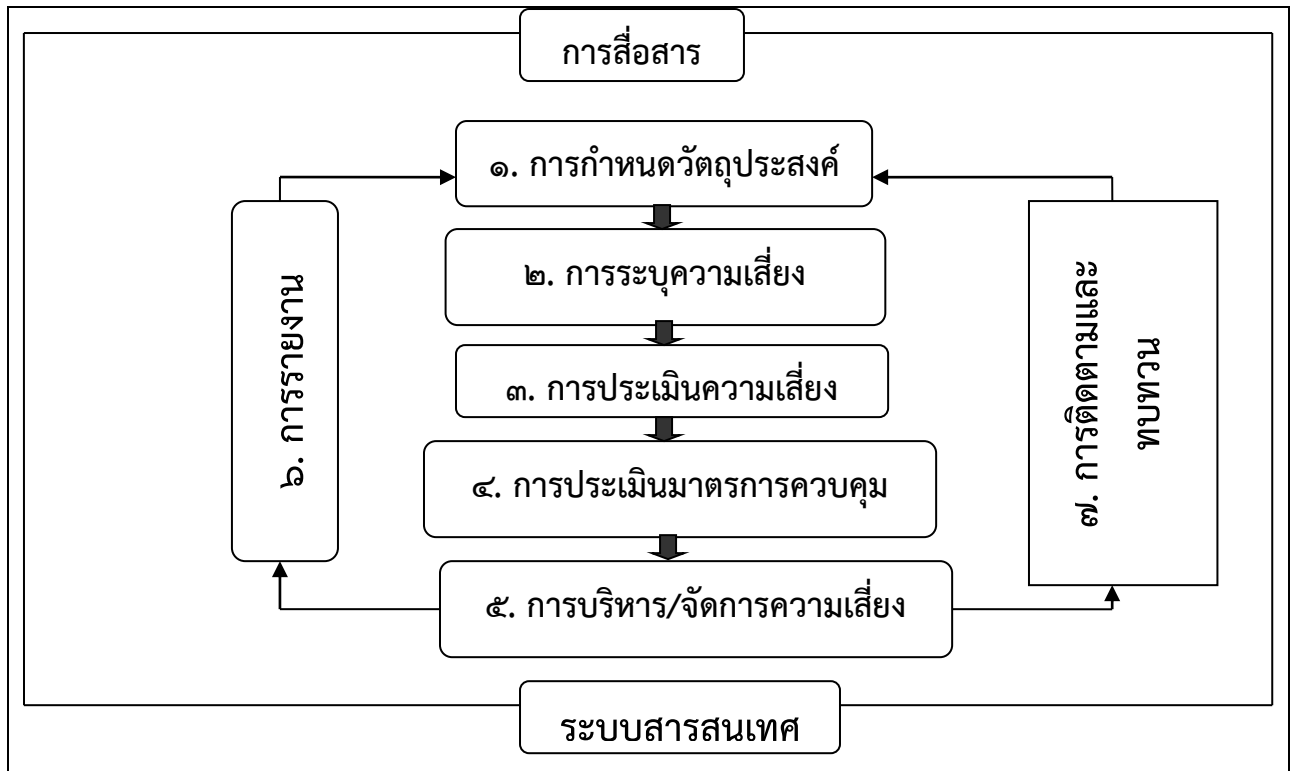 การสื่อสาร
๑. การกำหนดวัตถุประสงค์
๒. การระบุความเสี่ยง
๓. การประเมินความเสี่ยง
๔. การประเมินมาตรการควบคุม
๕. การบริหาร/จัดการความเสี่ยง
๖. การรายงาน
๗. การติดตามและ
ทบทวน
ระบบสารสนเทศ